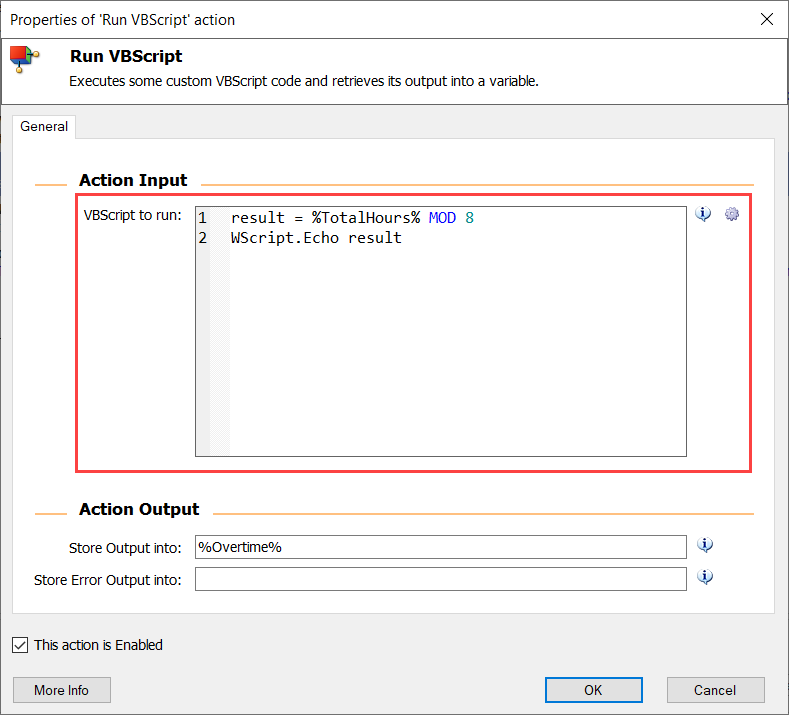 Properties of 'Run VBScript' action
Run VBScript
Executes some custom VBScript code and retrieves its output into a variable.
General
Action Input
VBScript to run:
1 result = %TotalHours% MOD 8
2 WScript.Echo result
Action Output
Store Output into: %Overtime%
Store Error Output into:
This action is Enabled
More Info OK Cancel